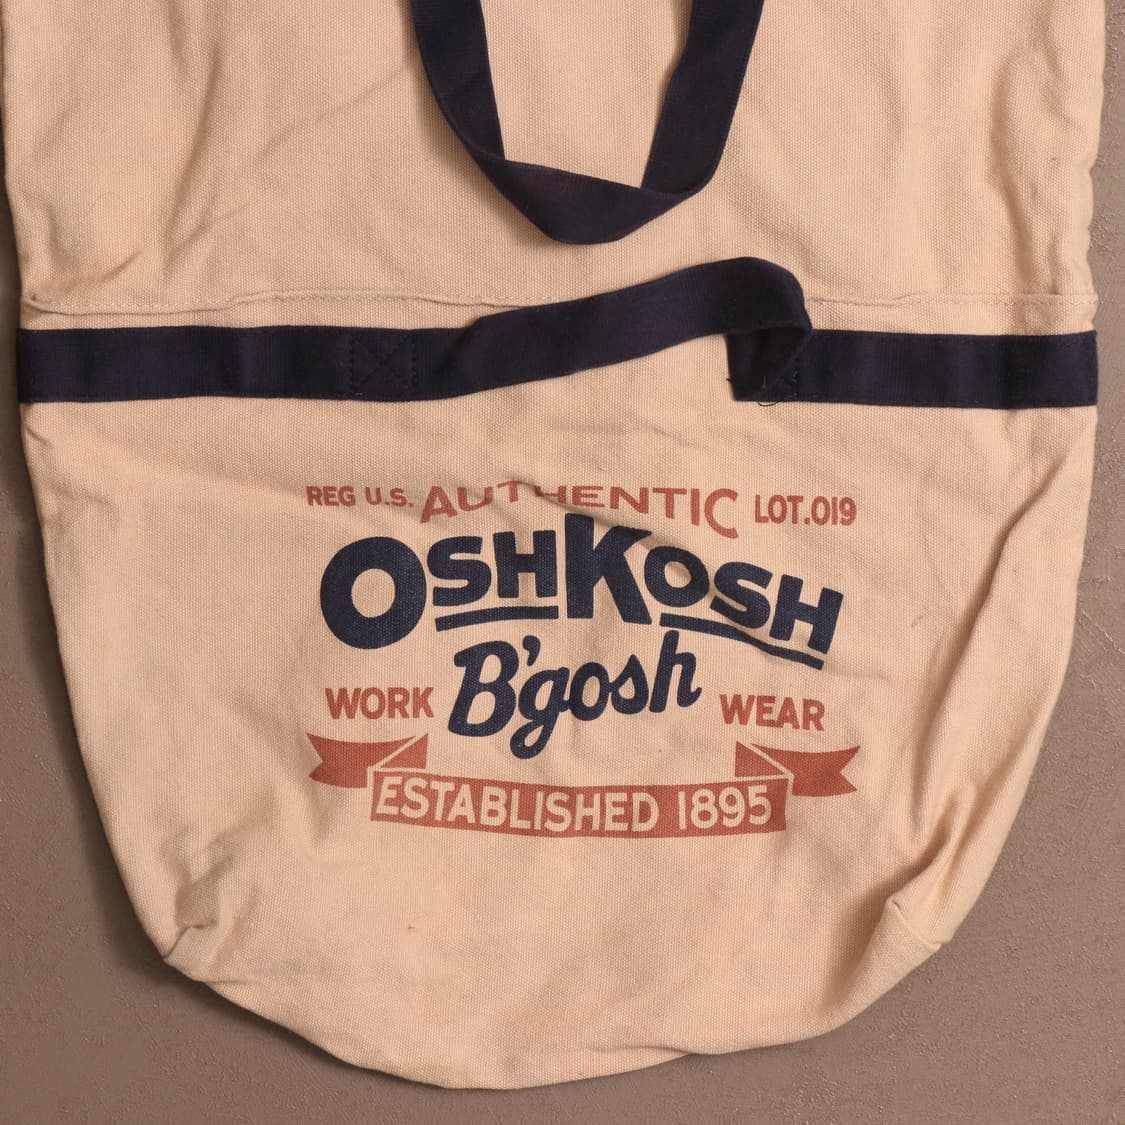 REG U.S. AUTHENTIC LOT.019
OSHKOSH
B'gosh
WORK WEAR
ESTABLISHED 1895